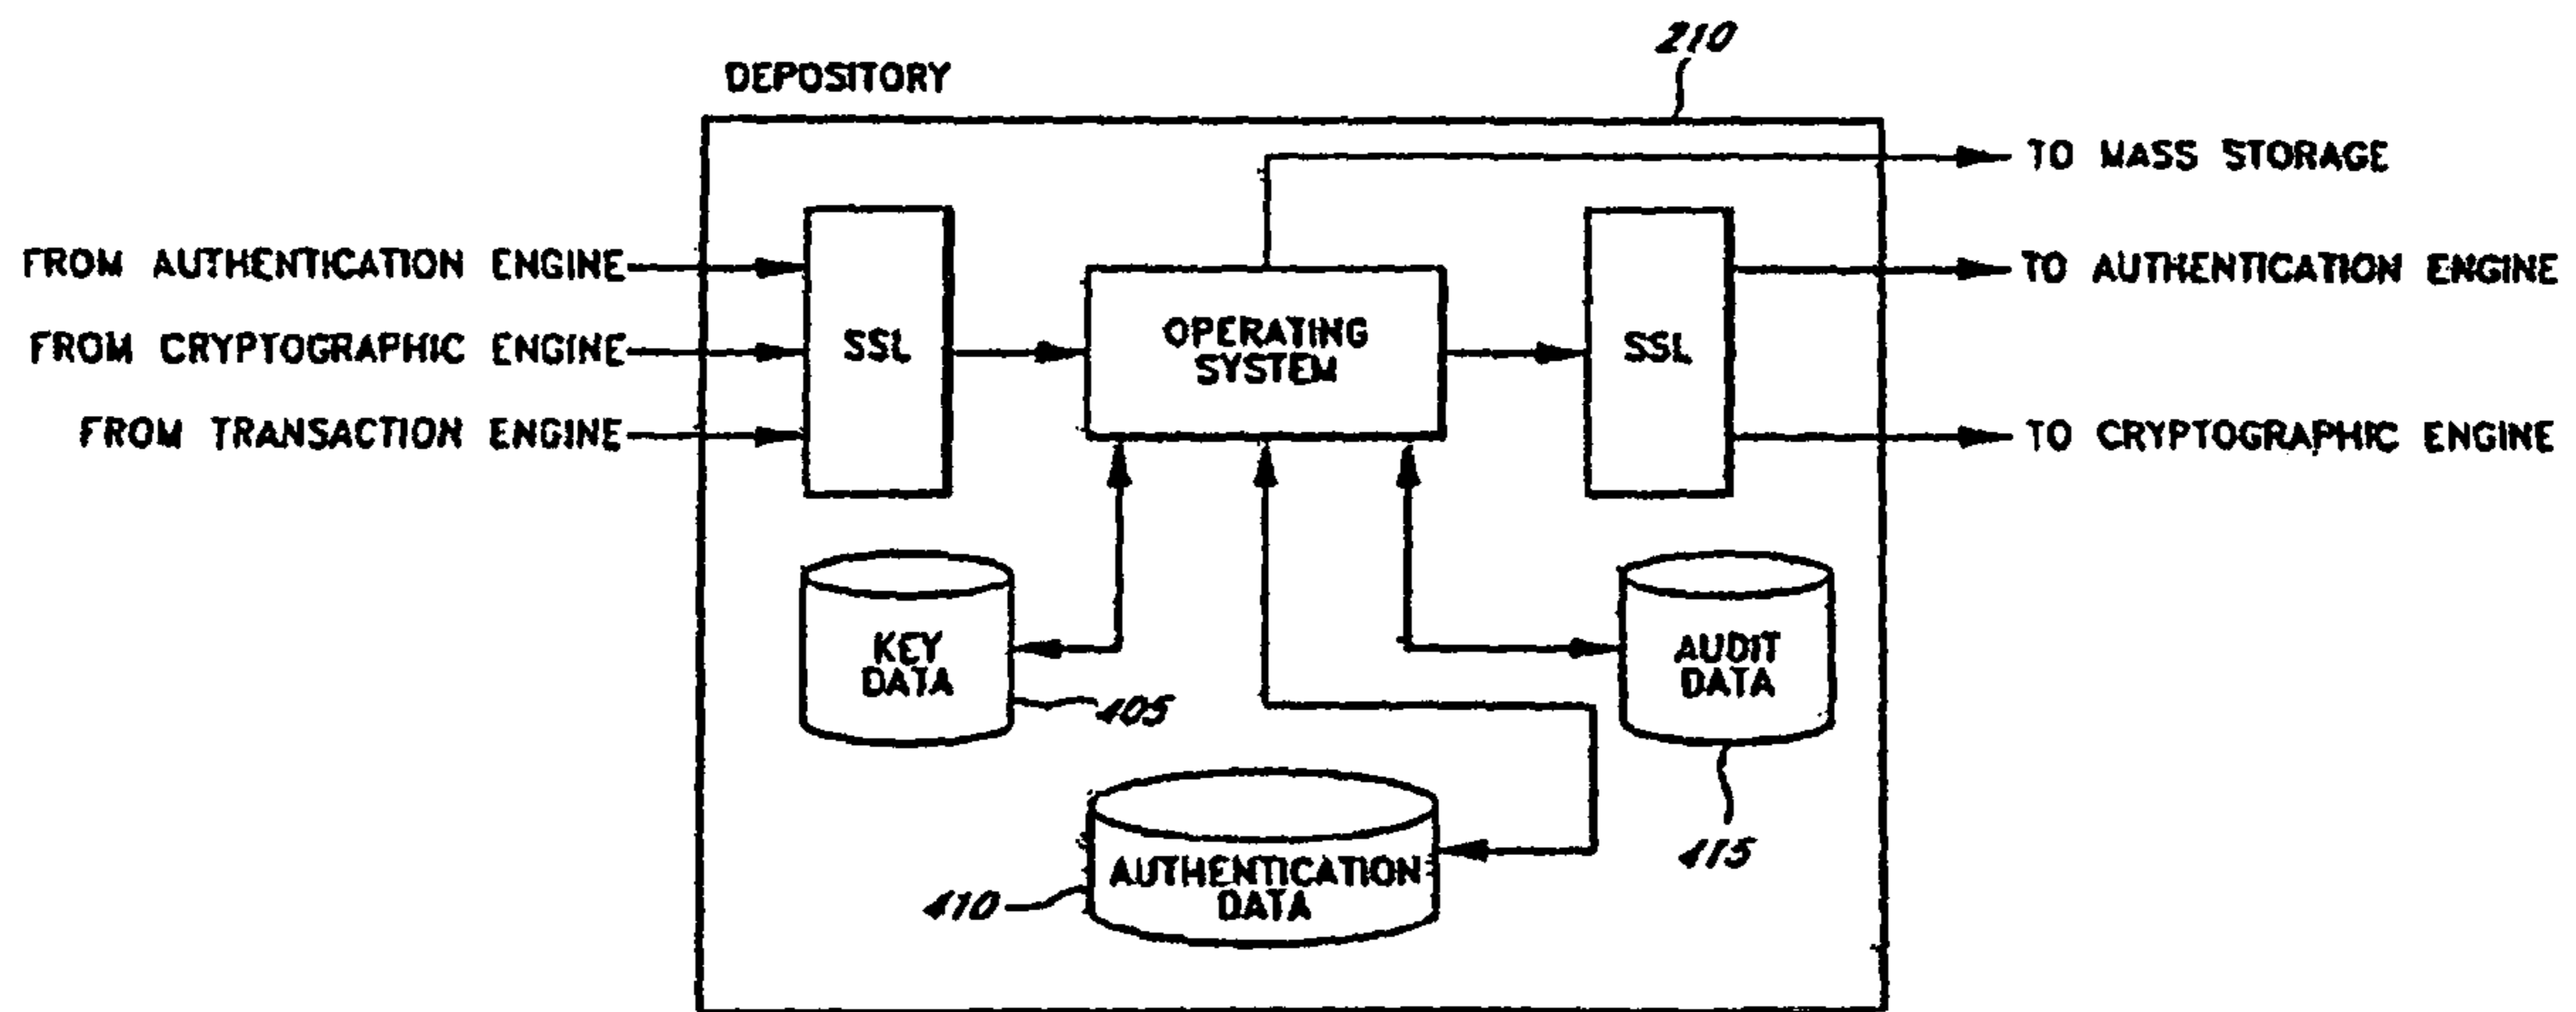 210
DEPOSITORY
TO MASS STORAGE
FROM AUTHENTICATION ENGINE
TO AUTHENTICATION ENGINE
FROM CRYPTOGRAPHIC ENGINE
SSL
OPERATING
SYSTEM
SSL
FROM TRANSACTION ENGINE
TO CRYPTOGRAPHIC ENGINE
KEY
DATA
405
AUDIT
DATA
415
AUTHENTICATION
DATA
410